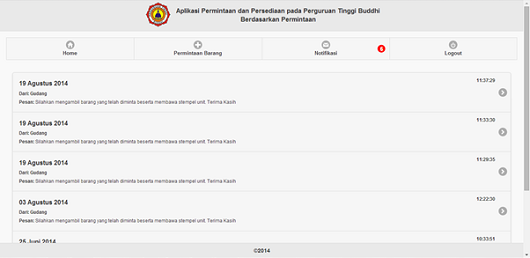 Aplikasi Permintaan dan Persediaan pada Perguruan Tinggi Buddhi
Berdasarkan Permintaan
Home Permintaan Barang Notifikasi 6 Logout
19 Agustus 2014 11:37:29
Dari: Gudang
Pesan: Silahkan mengambil barang yang telah diminta beserta membawa stempel unit. Terima Kasih
19 Agustus 2014 11:33:30
Dari: Gudang
Pesan: Silahkan mengambil barang yang telah diminta beserta membawa stempel unit. Terima Kasih
19 Agustus 2014 11:29:35
Dari: Gudang
Pesan: Silahkan mengambil barang yang telah diminta beserta membawa stempel unit. Terima Kasih
03 Agustus 2014 12:22:30
Dari: Gudang
Pesan: Silahkan mengambil barang yang telah diminta beserta membawa stempel unit. Terima Kasih
25 Juni 2014 10:33:51
©2014